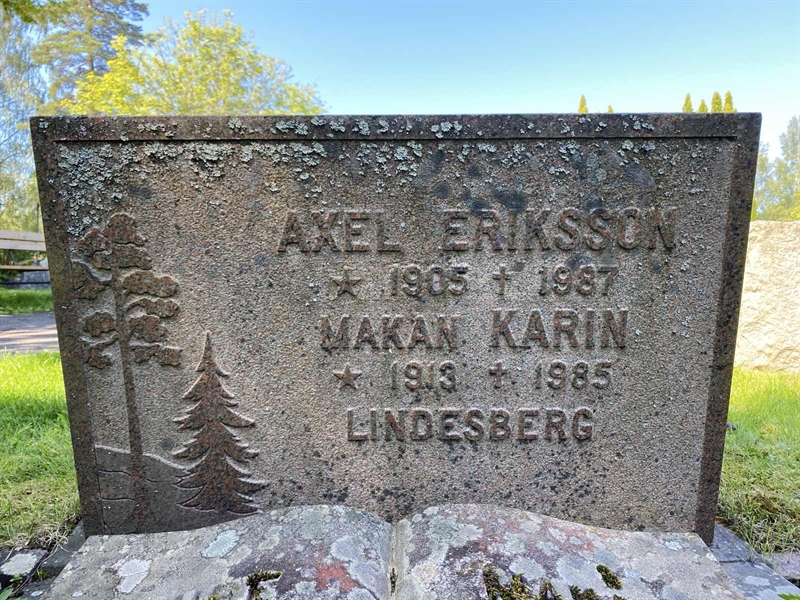 AXEL ERIKSSON
★ 1905 ✝ 1987
MAKAN KARIN
★ 1913 ✝ 1985
LINDESBERG